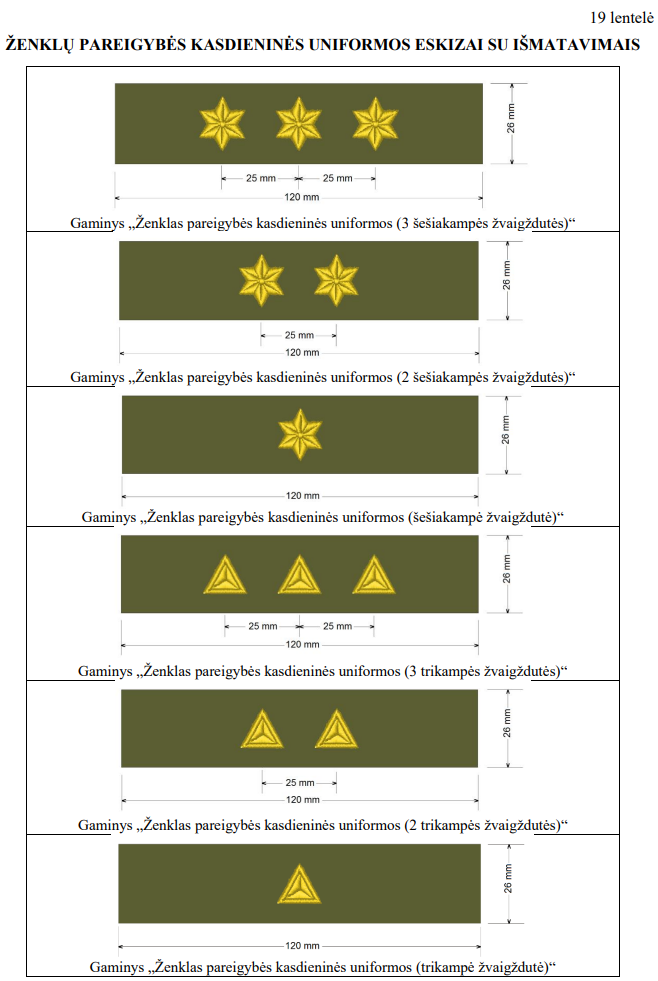 19 lentelė
ŽENKLŲ PAREIGYBĖS KASDIENINĖS UNIFORMOS ESKIZAI SU IŠMATAVIMAIS
26 mm
25 mm 25 mm
120 mm
Gaminys „Ženklas pareigybės kasdieninės uniformos (3 šešiakampės žvaigždutės)“
26 mm
25 mm
120 mm
Gaminys „Ženklas pareigybės kasdieninės uniformos (2 šešiakampės žvaigždutės)“
26 mm
120 mm
Gaminys „Ženklas pareigybės kasdieninės uniformos (šešiakampė žvaigždutė)“
26 mm
25 mm 25 mm
120 mm
Gaminys „Ženklas pareigybės kasdieninės uniformos (3 trikampės žvaigždutės)“
26 mm
25 mm
120 mm
Gaminys „Ženklas pareigybės kasdieninės uniformos (2 trikampės žvaigždutės)“
26 mm
120 mm
Gaminys „Ženklas pareigybės kasdieninės uniformos (trikampė žvaigždutė)“